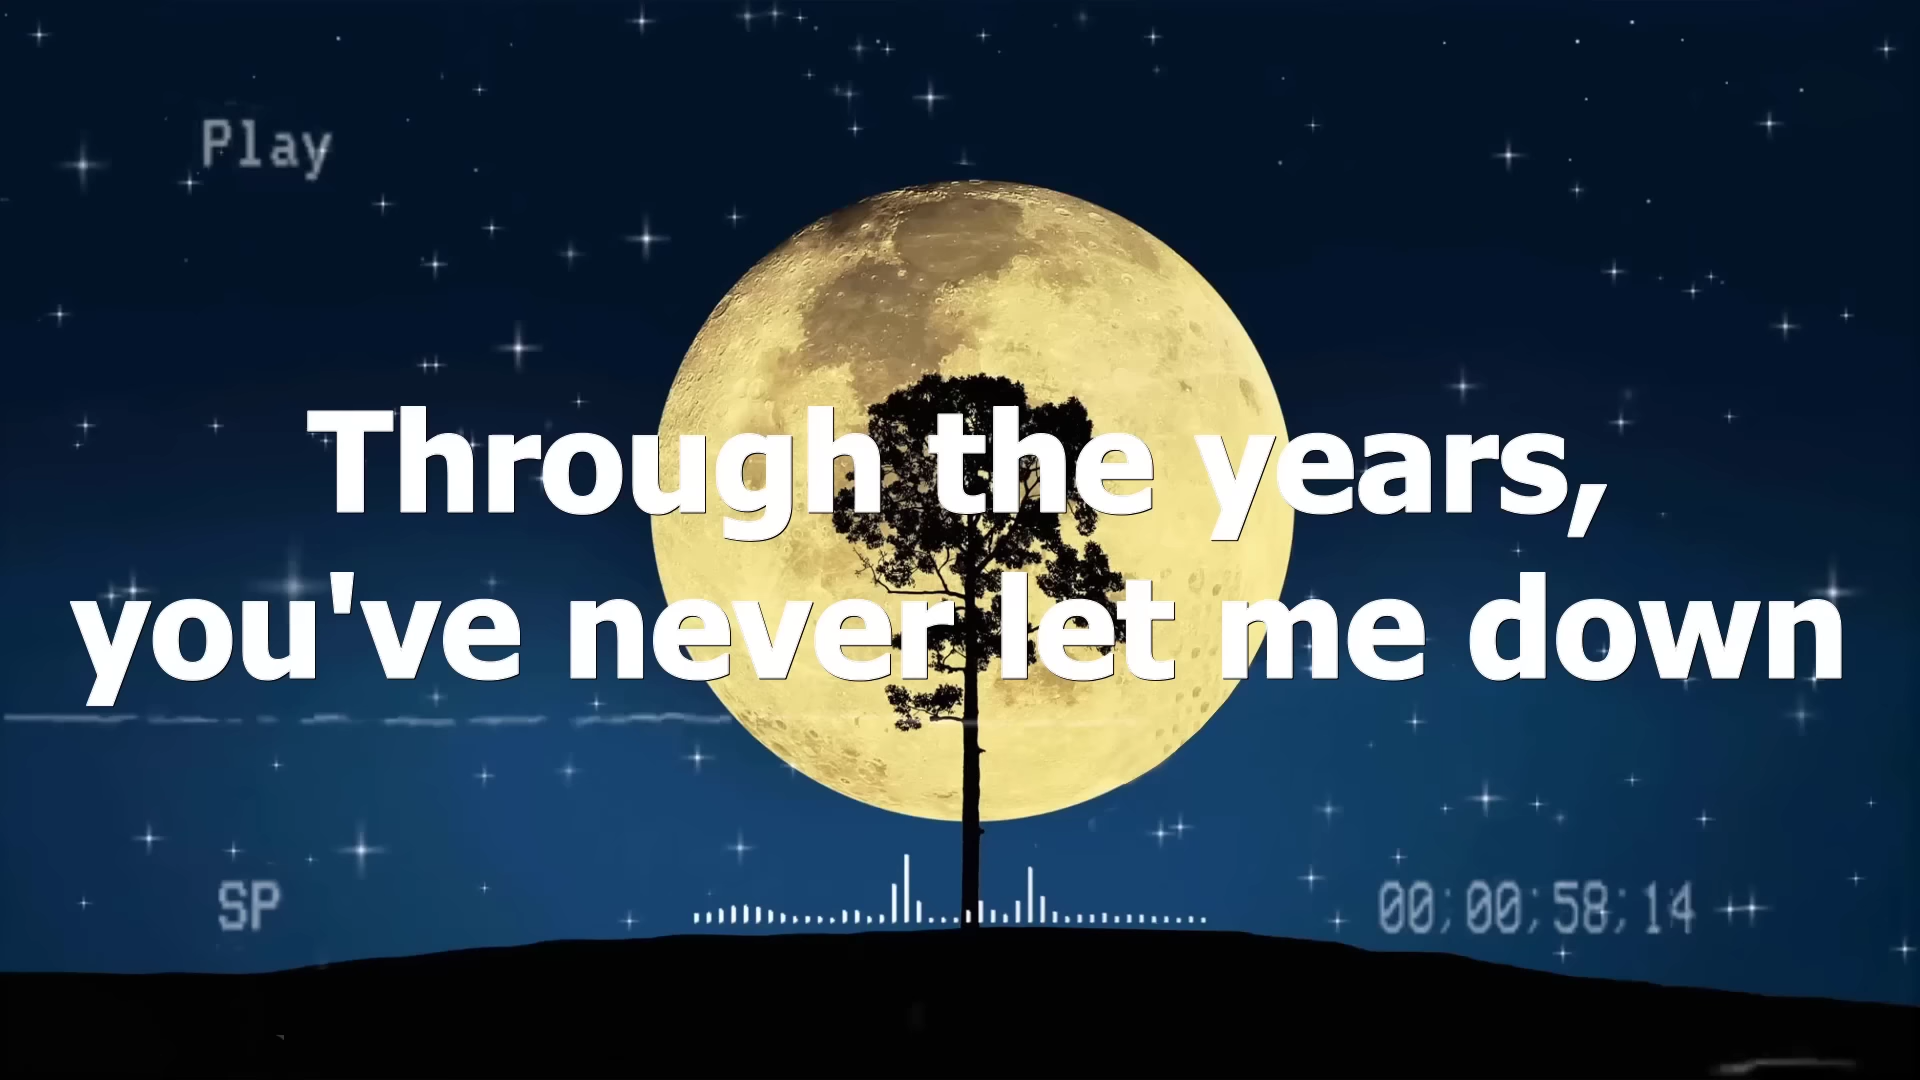 Play
Through the years,
you've never let me down
SP
00;00;58;14